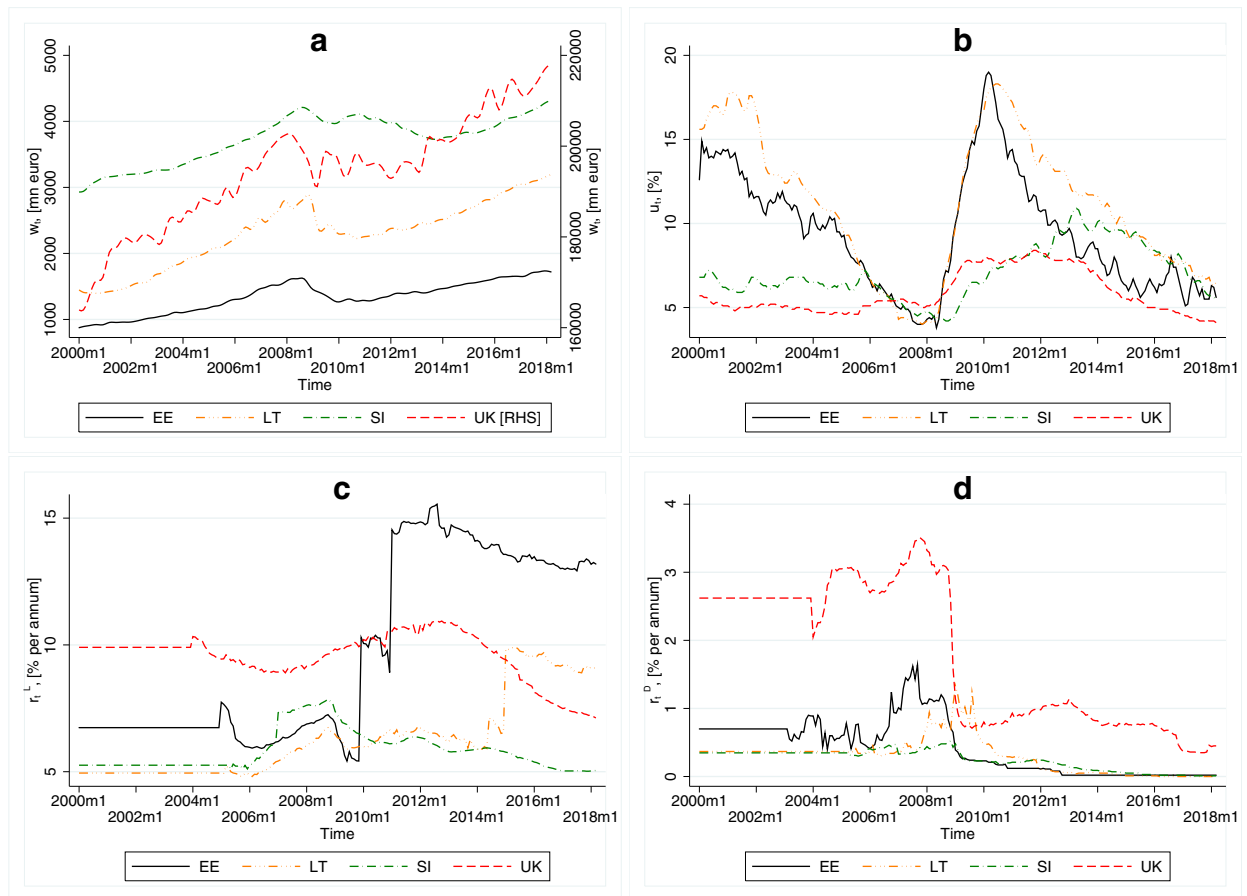 a
w_t, [mn euro]
1000 2000 3000 4000 5000
160000 180000 200000 220000
w_t, [mn euro]
2000m1 2004m1 2008m1 2012m1 2016m1
2002m1 2006m1 2010m1 2014m1 2018m1
Time
EE LT SI UK [RHS]
b
u_t, [%]
5 10 15 20
2000m1 2004m1 2008m1 2012m1 2016m1
2002m1 2006m1 2010m1 2014m1 2018m1
Time
EE LT SI UK
c
r_t^L, [% per annum]
5 10 15
2000m1 2004m1 2008m1 2012m1 2016m1
2002m1 2006m1 2010m1 2014m1 2018m1
Time
EE LT SI UK
d
r_t^D, [% per annum]
0 1 2 3 4
2000m1 2004m1 2008m1 2012m1 2016m1
2002m1 2006m1 2010m1 2014m1 2018m1
Time
EE LT SI UK